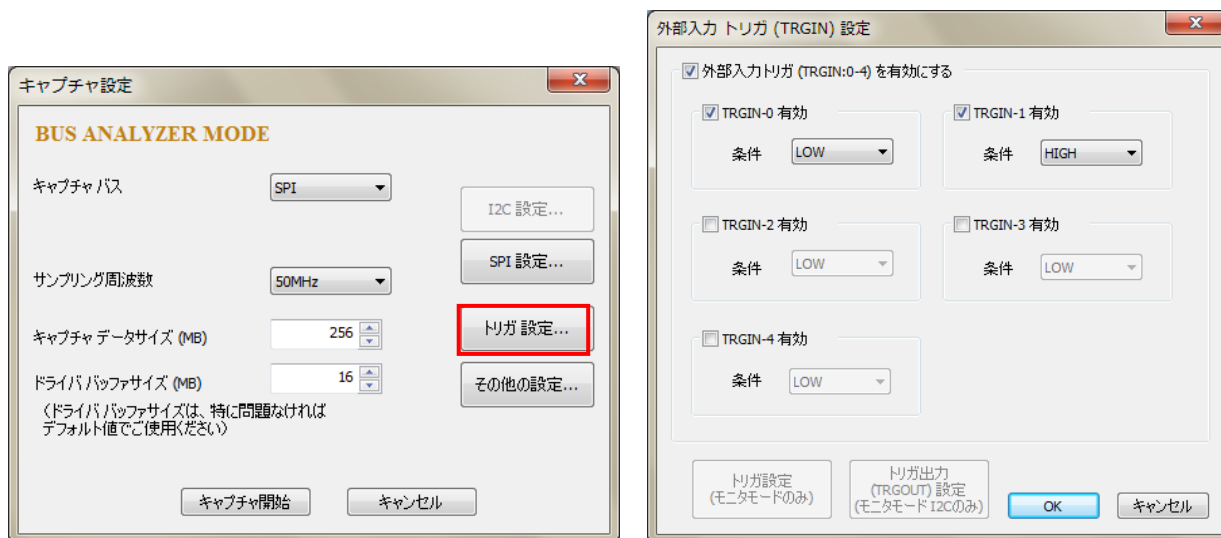 キャプチャ設定
BUS ANALYZER MODE
キャプチャ バス
SPI
I2C 設定...
SPI 設定...
サンプリング周波数
50MHz
トリガ 設定...
キャプチャ データサイズ (MB)
256
ドライバ バッファサイズ (MB)
16
その他の設定...
(ドライバ バッファサイズは、特に問題なければ
デフォルト値でご使用ください)
キャプチャ開始
キャンセル
外部入力 トリガ (TRGIN) 設定
外部入力トリガ (TRGIN:0-4) を有効にする
TRGIN-0 有効
条件
LOW
TRGIN-1 有効
条件
HIGH
TRGIN-2 有効
条件
LOW
TRGIN-3 有効
条件
LOW
TRGIN-4 有効
条件
LOW
トリガ設定
(モニタモードのみ)
トリガ出力
(TRGOUT) 設定
(モニタモード I2Cのみ)
OK
キャンセル